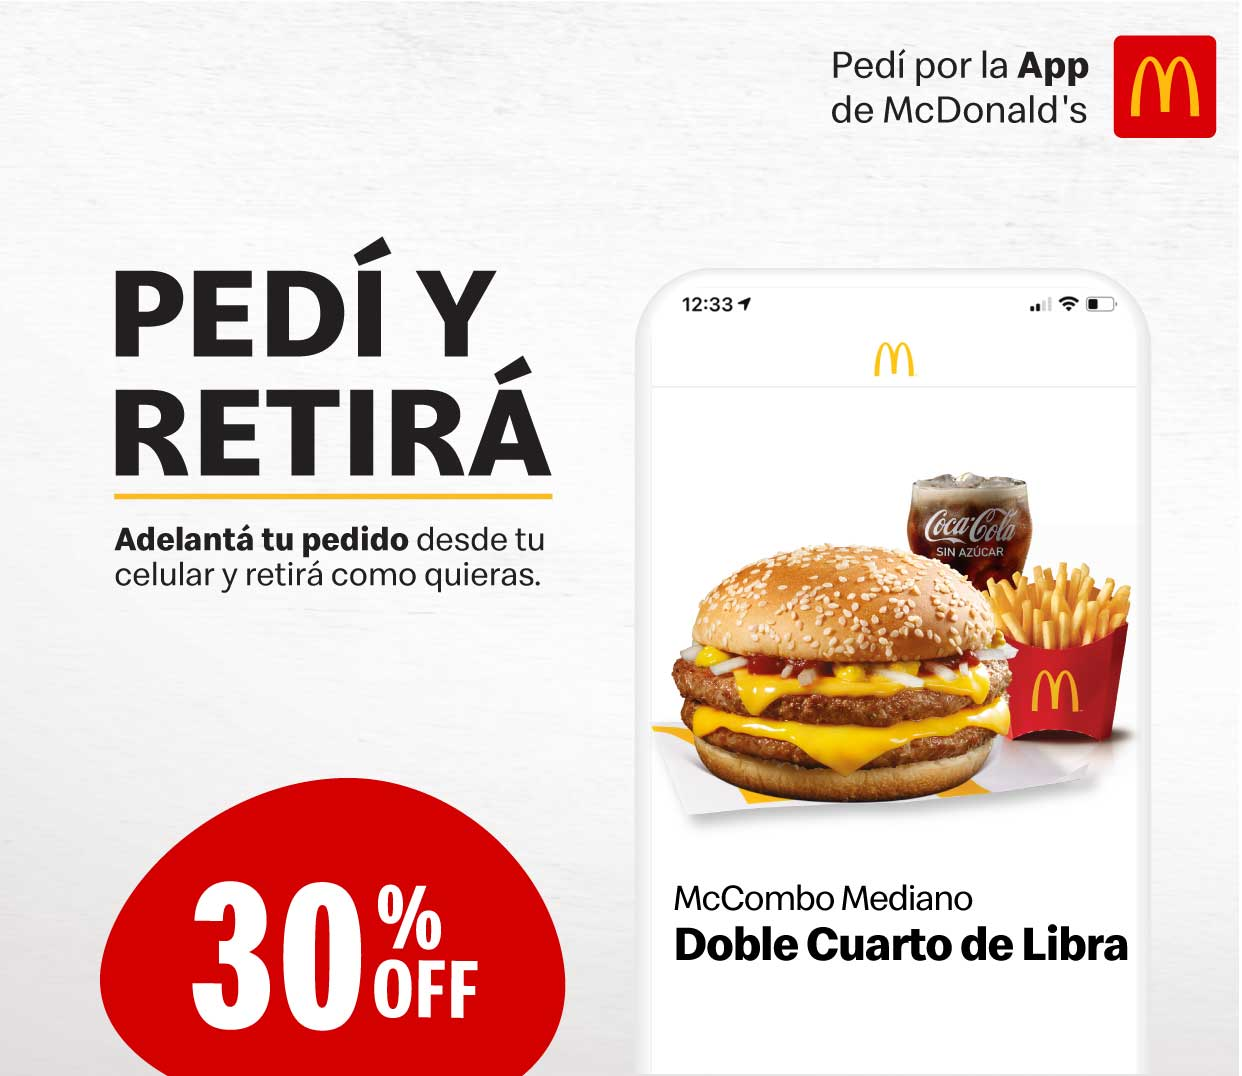 Pedí por la App
de McDonald's
PEDÍ Y
RETIRÁ
Adelantá tu pedido desde tu
celular y retirá como quieras.
30%
OFF
12:33
Coca-Cola
SIN AZÚCAR
McCombo Mediano
Doble Cuarto de Libra